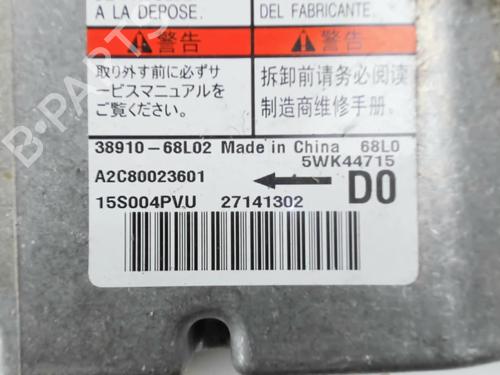 A LA DEPOSE.
DEL FABRICANTE.
警告
警告
取り外す前に必ずサ
ービスマニュアルを
ご覧ください。
拆卸前请务必阅读
制造商维修手册.
38910-68L02 Made in China 68L0
5WK44715
A2C80023601
D0
15S004PVU 27141302
B-PARTS